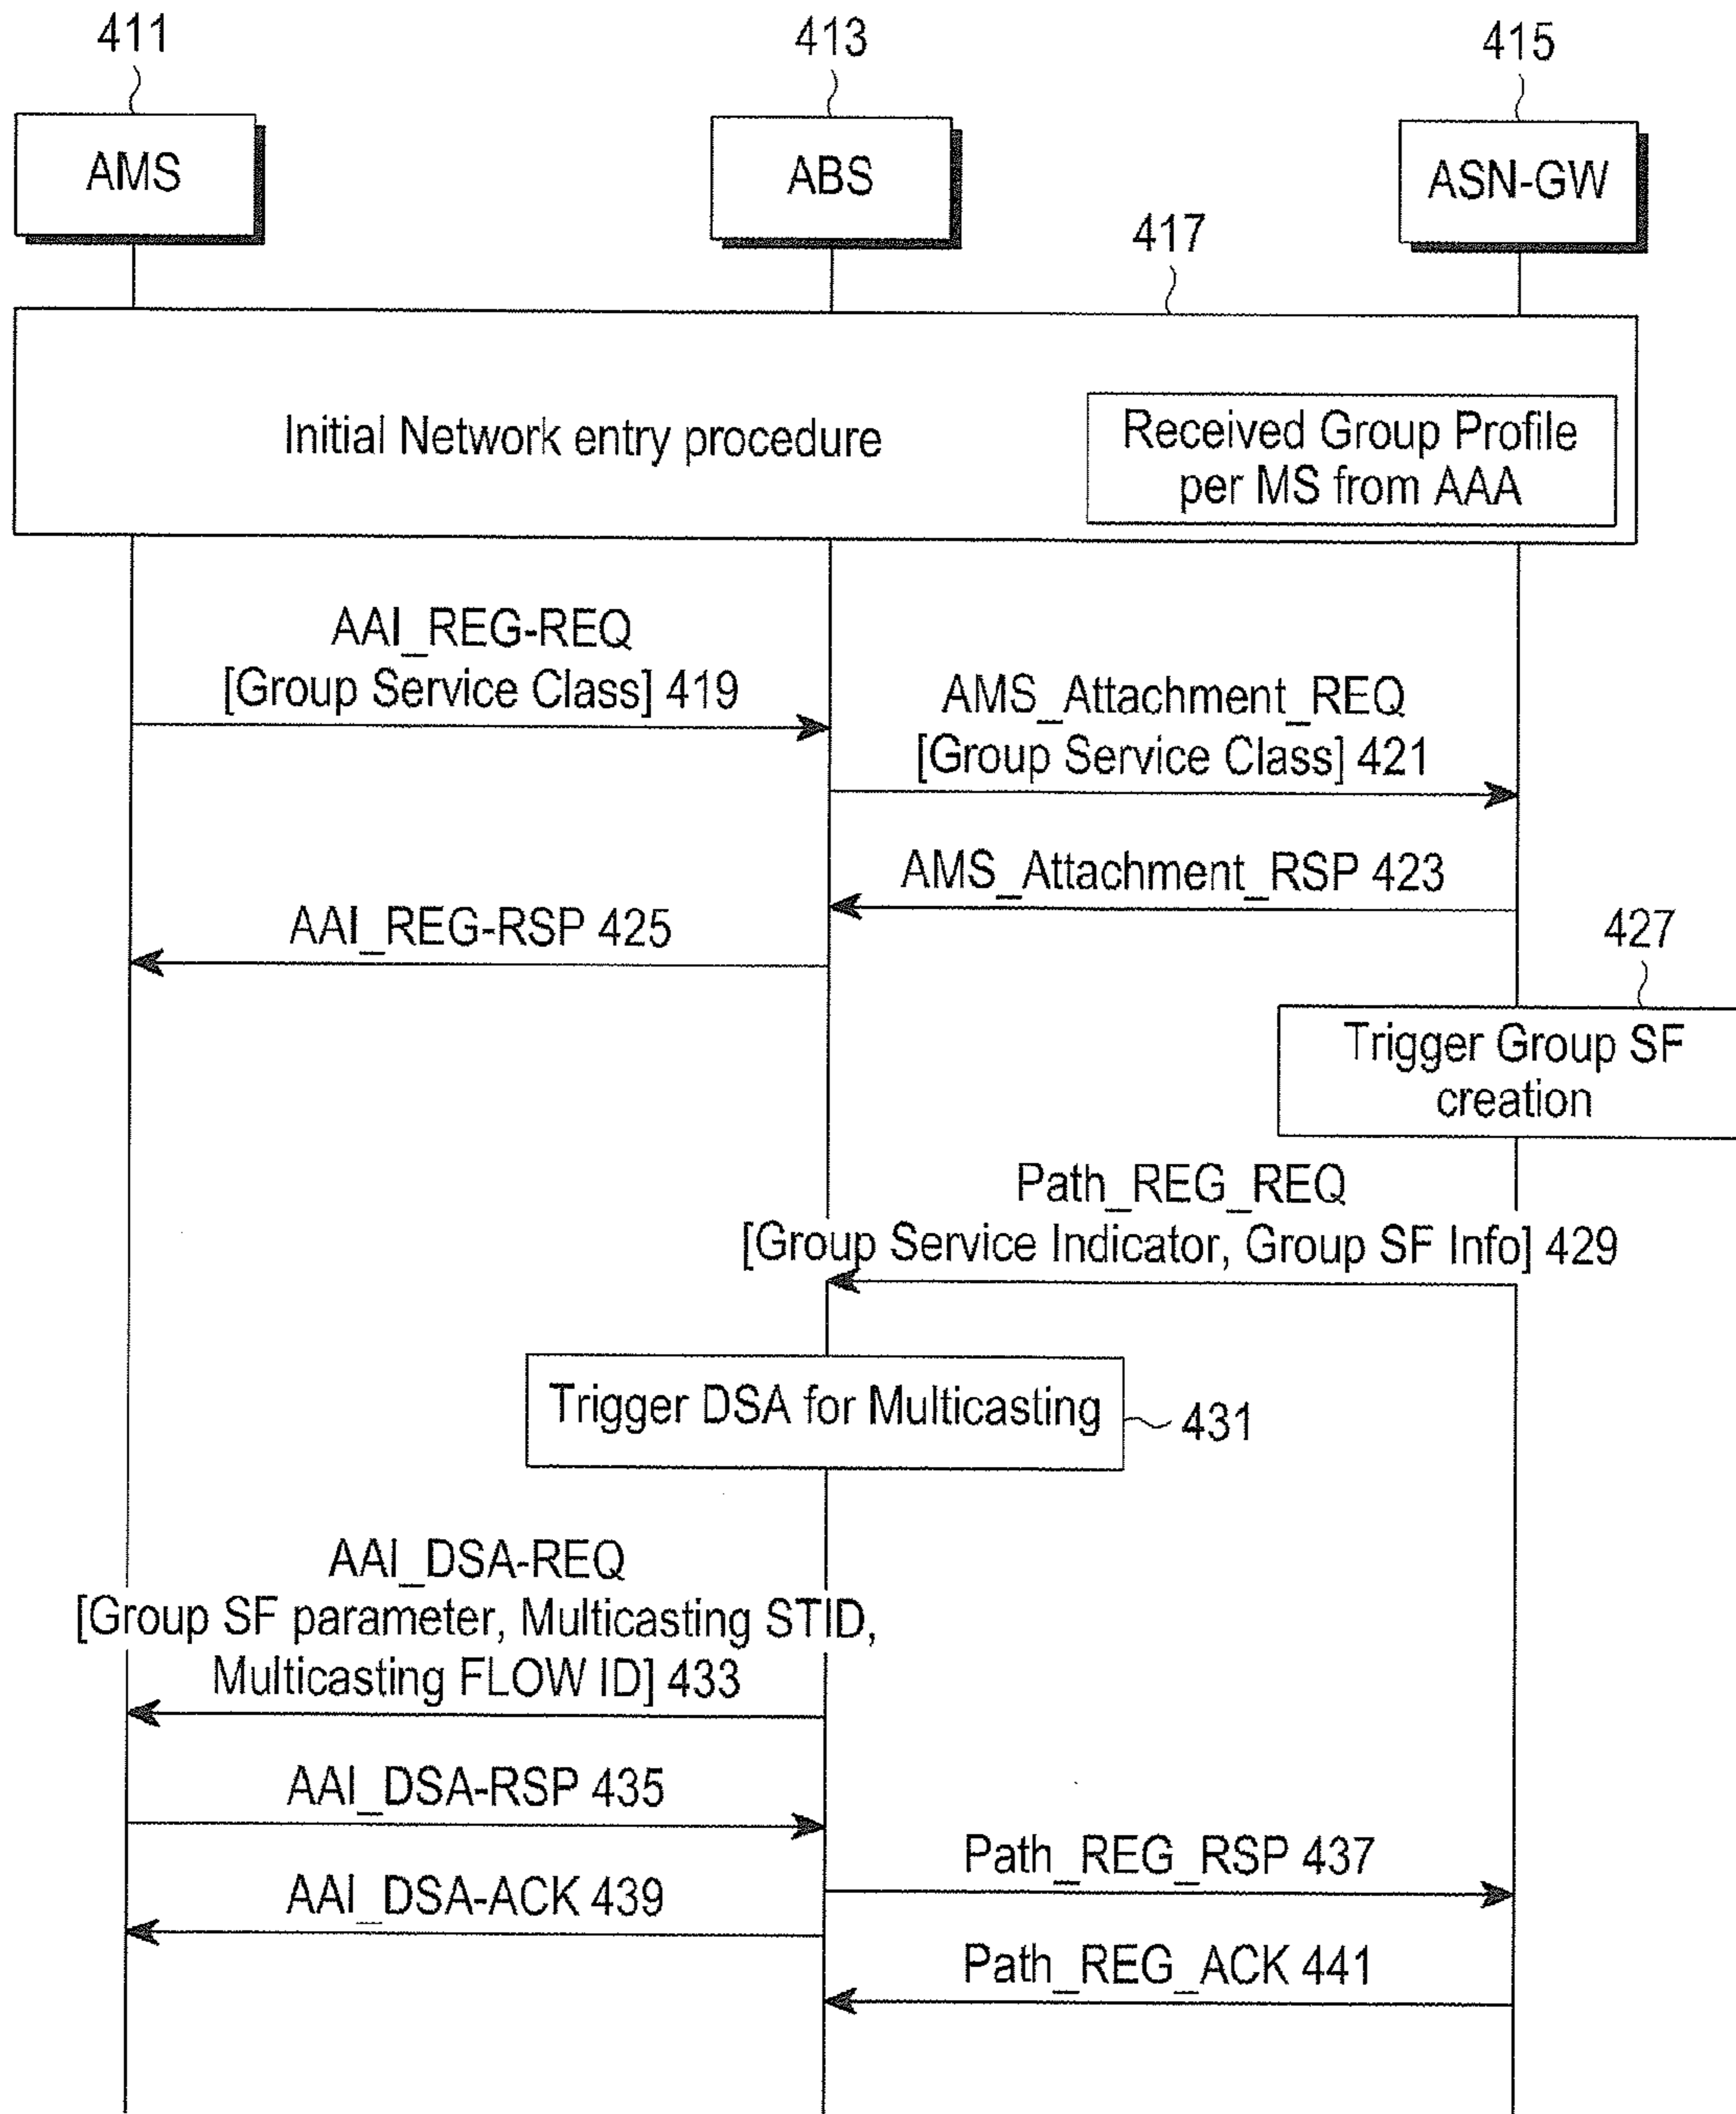 411
413
415
AMS
ABS
ASN-GW
417
Initial Network entry procedure
Received Group Profile
per MS from AAA
AAI_REG-REQ
[Group Service Class] 419
AMS_Attachment_REQ
[Group Service Class] 421
AMS_Attachment_RSP 423
AAI_REG-RSP 425
427
Trigger Group SF
creation
Path_REG_REQ
[Group Service Indicator, Group SF Info] 429
Trigger DSA for Multicasting
431
AAI_DSA-REQ
[Group SF parameter, Multicasting STID,
Multicasting FLOW ID] 433
AAI_DSA-RSP 435
Path_REG_RSP 437
AAI_DSA-ACK 439
Path_REG_ACK 441